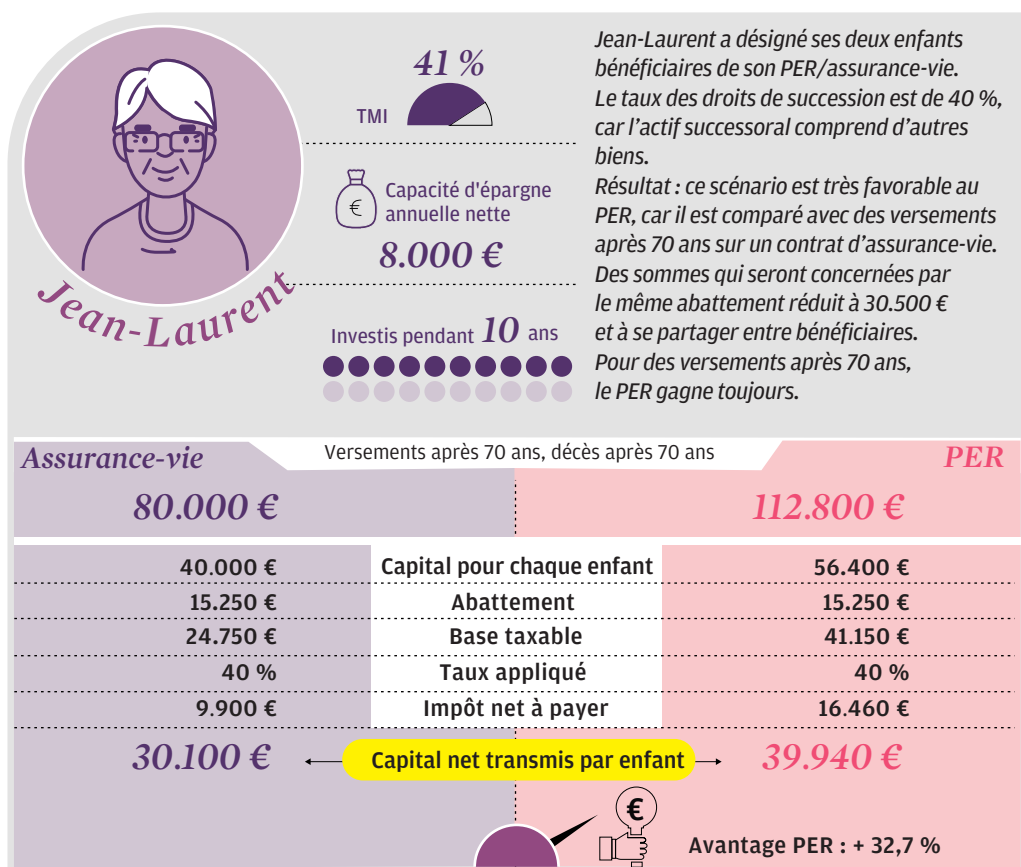 Jean-Laurent
41 %
TMI
€
Capacité d'épargne
annuelle nette
8.000 €
Investis pendant 10 ans
Jean-Laurent a désigné ses deux enfants
bénéficiaires de son PER/assurance-vie.
Le taux des droits de succession est de 40 %,
car l'actif successoral comprend d'autres
biens.
Résultat : ce scénario est très favorable au
PER, car il est comparé avec des versements
après 70 ans sur un contrat d'assurance-vie.
Des sommes qui seront concernées par
le même abattement réduit à 30.500 €
et à se partager entre bénéficiaires.
Pour des versements après 70 ans,
le PER gagne toujours.
Assurance-vie Versements après 70 ans, décès après 70 ans PER
80.000 € 112.800 €
40.000 € Capital pour chaque enfant 56.400 €
15.250 € Abattement 15.250 €
24.750 € Base taxable 41.150 €
40 % Taux appliqué 40 %
9.900 € Impôt net à payer 16.460 €
30.100 € Capital net transmis par enfant 39.940 €
€
Avantage PER : + 32,7 %